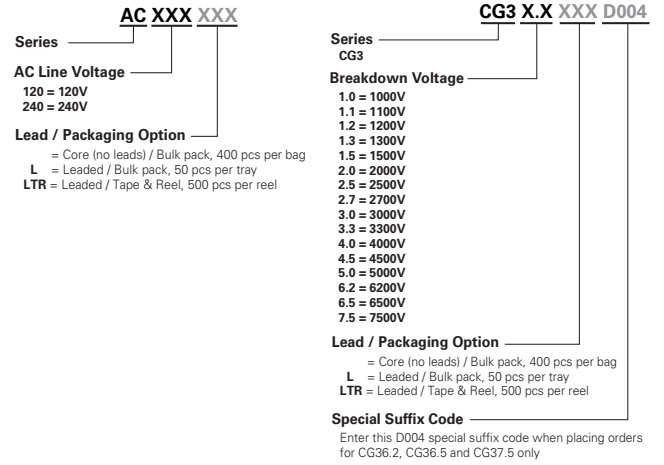 AC XXX XXX
Series
AC Line Voltage
120 = 120V
240 = 240V
Lead / Packaging Option
= Core (no leads) / Bulk pack, 400 pcs per bag
L = Leaded / Bulk pack, 50 pcs per tray
LTR = Leaded / Tape & Reel, 500 pcs per reel
CG3 X.X XXX D004
Series
CG3
Breakdown Voltage
1.0 = 1000V
1.1 = 1100V
1.2 = 1200V
1.3 = 1300V
1.5 = 1500V
2.0 = 2000V
2.5 = 2500V
2.7 = 2700V
3.0 = 3000V
3.3 = 3300V
4.0 = 4000V
4.5 = 4500V
5.0 = 5000V
6.2 = 6200V
6.5 = 6500V
7.5 = 7500V
Lead / Packaging Option
= Core (no leads) / Bulk pack, 400 pcs per bag
L = Leaded / Bulk pack, 50 pcs per tray
LTR = Leaded / Tape & Reel, 500 pcs per reel
Special Suffix Code
Enter this D004 special suffix code when placing orders
for CG36.2, CG36.5 and CG37.5 only